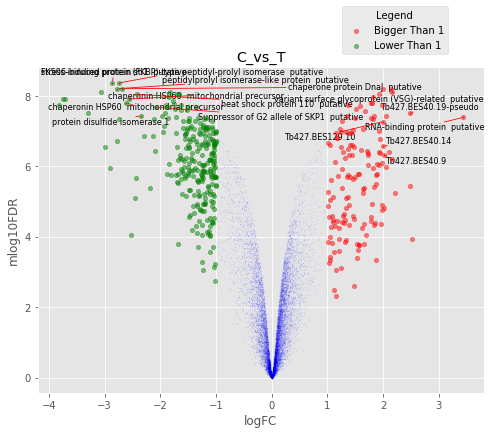 Legend
Bigger Than 1
Lower Than 1
C_vs_T
peptidyl-prolyl isomerase putative
peptidylprolyl isomerase-like protein putative
chaperone protein DnaJ putative
chaperonin HSP60 mitochondrial precursor
variant surface glycoprotein (VSG)-related putative
heat shock protein 110 putative
chaperonin HSP60 mitochondrial precursor
Tb427.BES40.19-pseudo
Suppressor of G2 allele of SKP1 putative
protein disulfide isomerase 1
RNA-binding protein putative
Tb427.BES129.10
Tb427.BES40.14
Tb427.BES40.9
mlog10FDR
8
6
4
2
0
−4
−3
−2
−1
0
1
2
3
logFC